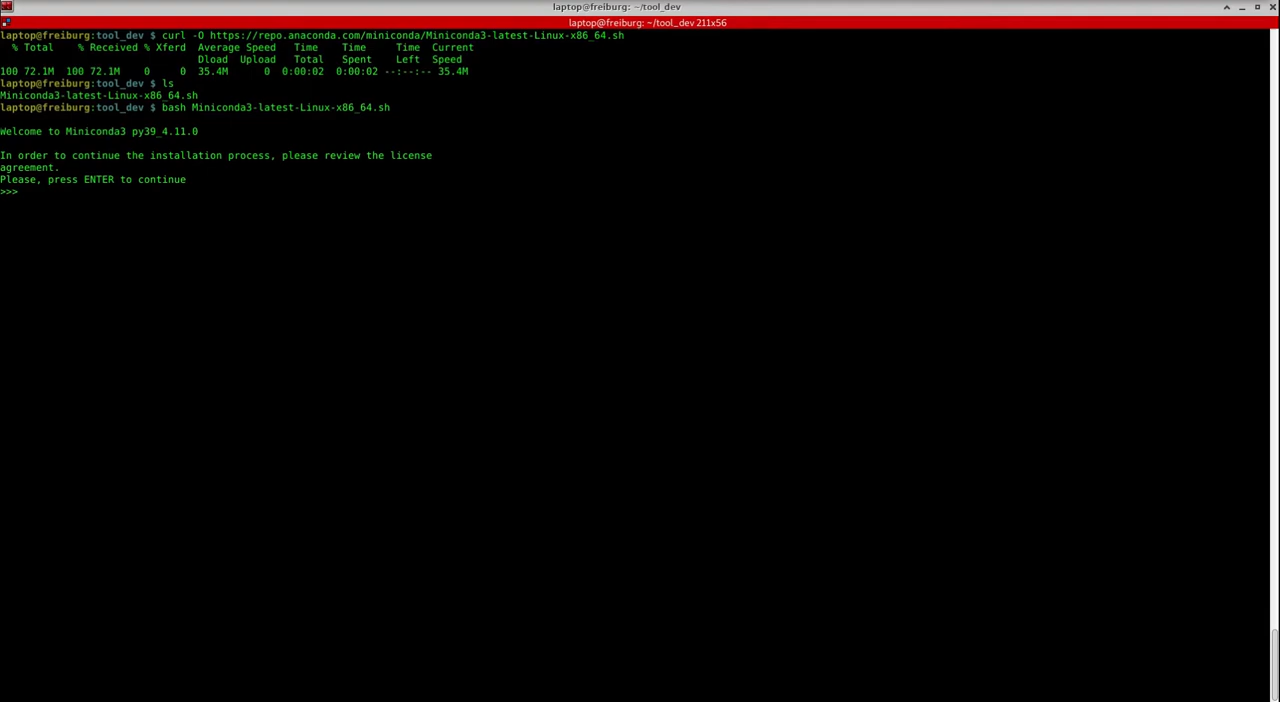 laptop@freiburg: ~/tool_dev
laptop@freiburg: ~/tool_dev 211x56
laptop@freiburg:tool_dev $ curl -O https://repo.anaconda.com/miniconda/Miniconda3-latest-Linux-x86_64.sh
  % Total    % Received % Xferd  Average Speed   Time    Time     Time  Current
                                 Dload  Upload   Total   Spent    Left  Speed
100 72.1M  100 72.1M    0     0  35.4M      0  0:00:02  0:00:02 --:--:-- 35.4M
laptop@freiburg:tool_dev $ ls
Miniconda3-latest-Linux-x86_64.sh
laptop@freiburg:tool_dev $ bash Miniconda3-latest-Linux-x86_64.sh
Welcome to Miniconda3 py39_4.11.0
In order to continue the installation process, please review the license
agreement.
Please, press ENTER to continue
>>>